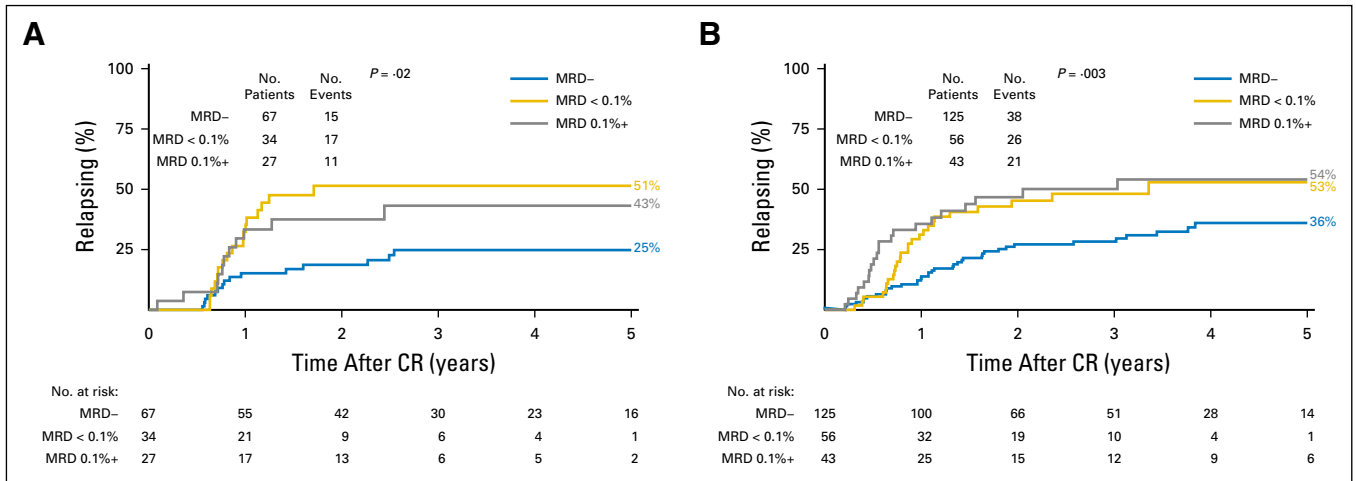 A
100
75
50
25
Relapsing (%)
No. Patients No. Events
MRD– 67 15
MRD < 0.1% 34 17
MRD 0.1%+ 27 11
P = ·02
MRD–
MRD < 0.1%
MRD 0.1%+
51%
43%
25%
0 1 2 3 4 5
Time After CR (years)
No. at risk:
MRD– 67 55 42 30 23 16
MRD < 0.1% 34 21 9 6 4 1
MRD 0.1%+ 27 17 13 6 5 2
B
100
75
50
25
Relapsing (%)
No. Patients No. Events
MRD– 125 38
MRD < 0.1% 56 26
MRD 0.1%+ 43 21
P = ·003
MRD–
MRD < 0.1%
MRD 0.1%+
54%
53%
36%
0 1 2 3 4 5
Time After CR (years)
No. at risk:
MRD– 125 100 66 51 28 14
MRD < 0.1% 56 32 19 10 4 1
MRD 0.1%+ 43 25 15 12 9 6